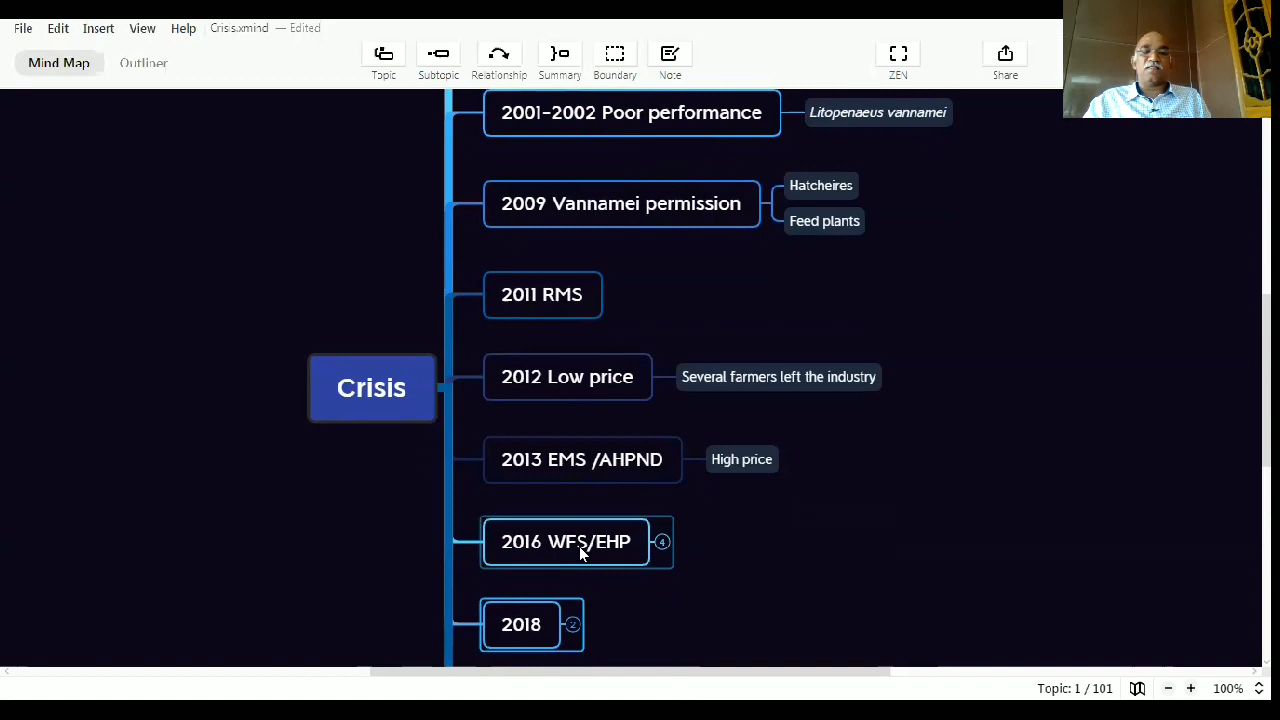 File Edit Insert View Help Crisis.xmind — Edited
Mind Map Outliner
Topic Subtopic Relationship Summary Boundary Note ZEN Share
2001-2002 Poor performance
Litopenaeus vannamei
2009 Vannamei permission
Hatcheires
Feed plants
2011 RMS
Crisis
2012 Low price
Several farmers left the industry
2013 EMS /AHPND
High price
2016 WFS/EHP
4
2018
2
Topic: 1 / 101
100%